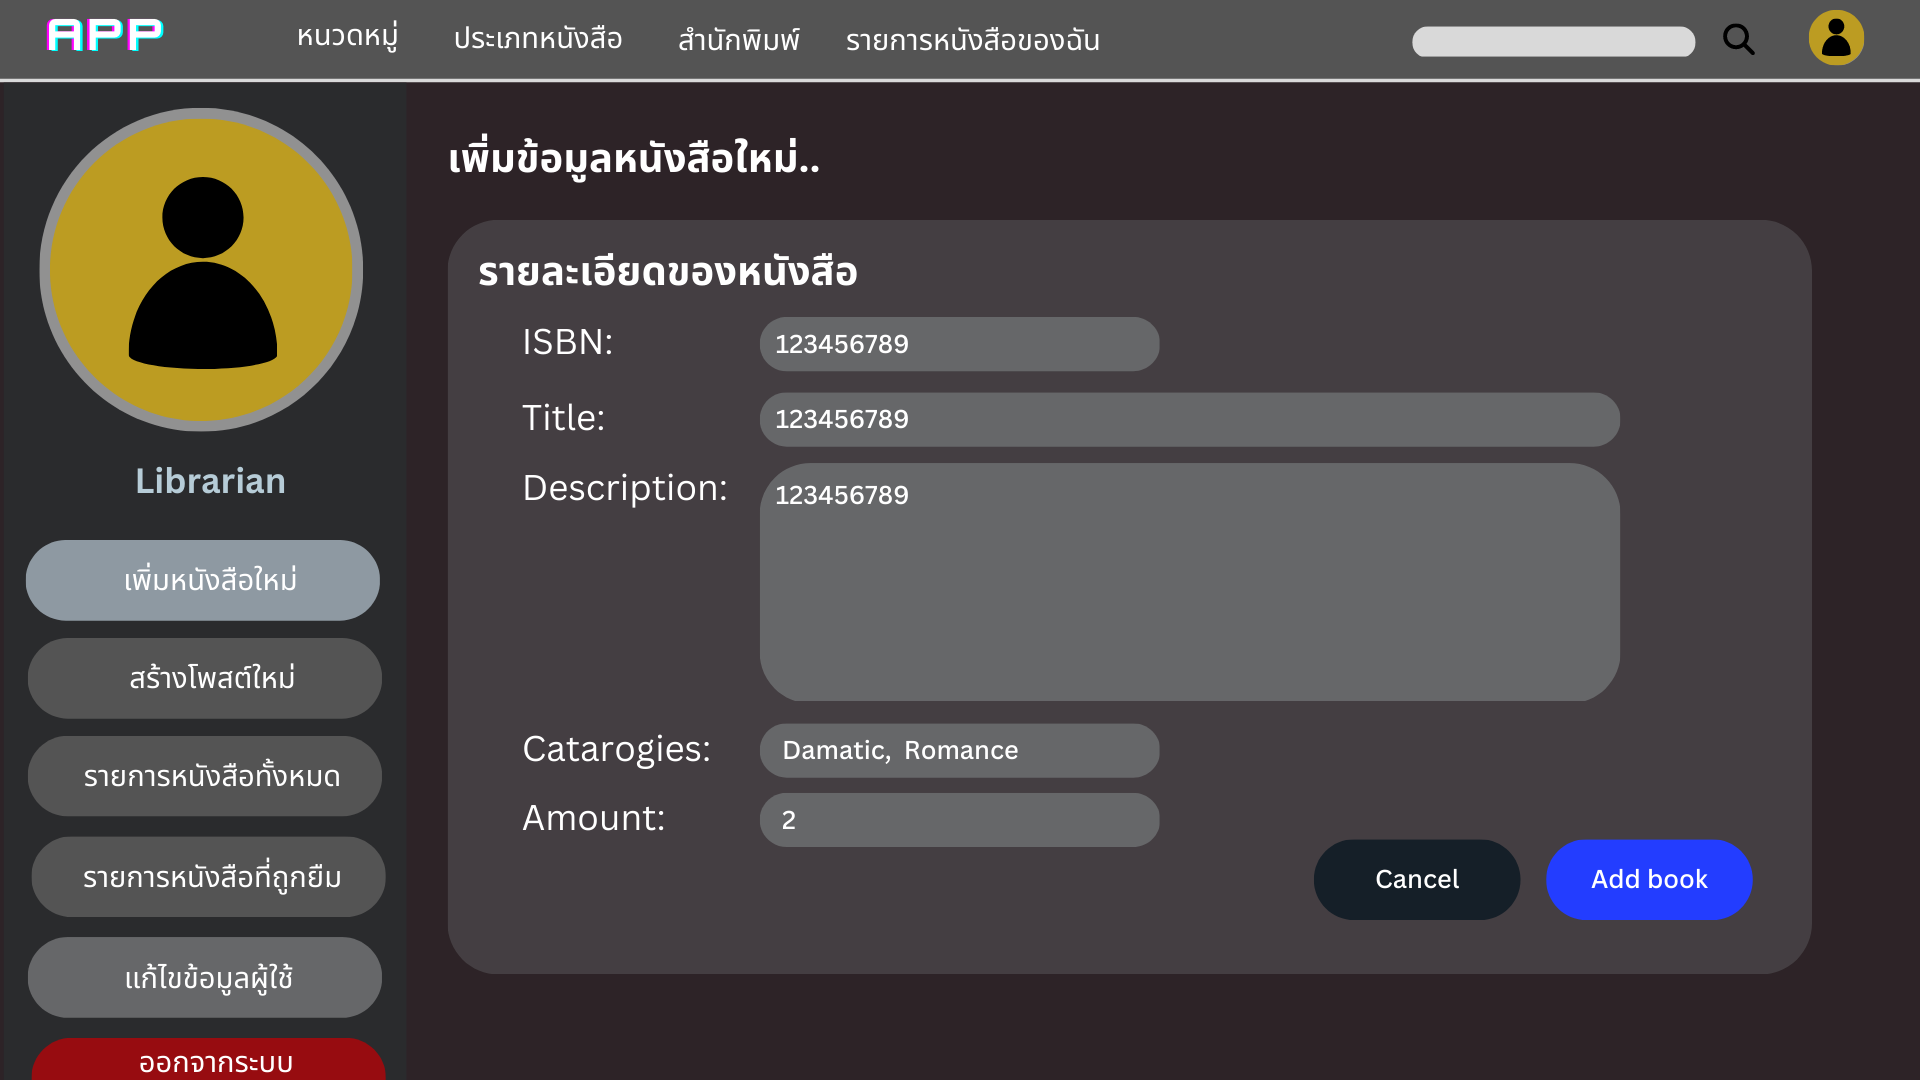 APP
หนวดหมู่ ประเภทหนังสือ สำนักพิมพ์ รายการหนังสือของฉัน
Librarian
เพิ่มหนังสือใหม่
สร้างโพสต์ใหม่
รายการหนังสือทั้งหมด
รายการหนังสือที่ถูกยืม
แก้ไขข้อมูลผู้ใช้
ออกจากระบบ
เพิ่มข้อมูลหนังสือใหม่..
รายละเอียดของหนังสือ
ISBN: 123456789
Title: 123456789
Description: 123456789
Catarogies: Damatic, Romance
Amount: 2
Cancel Add book